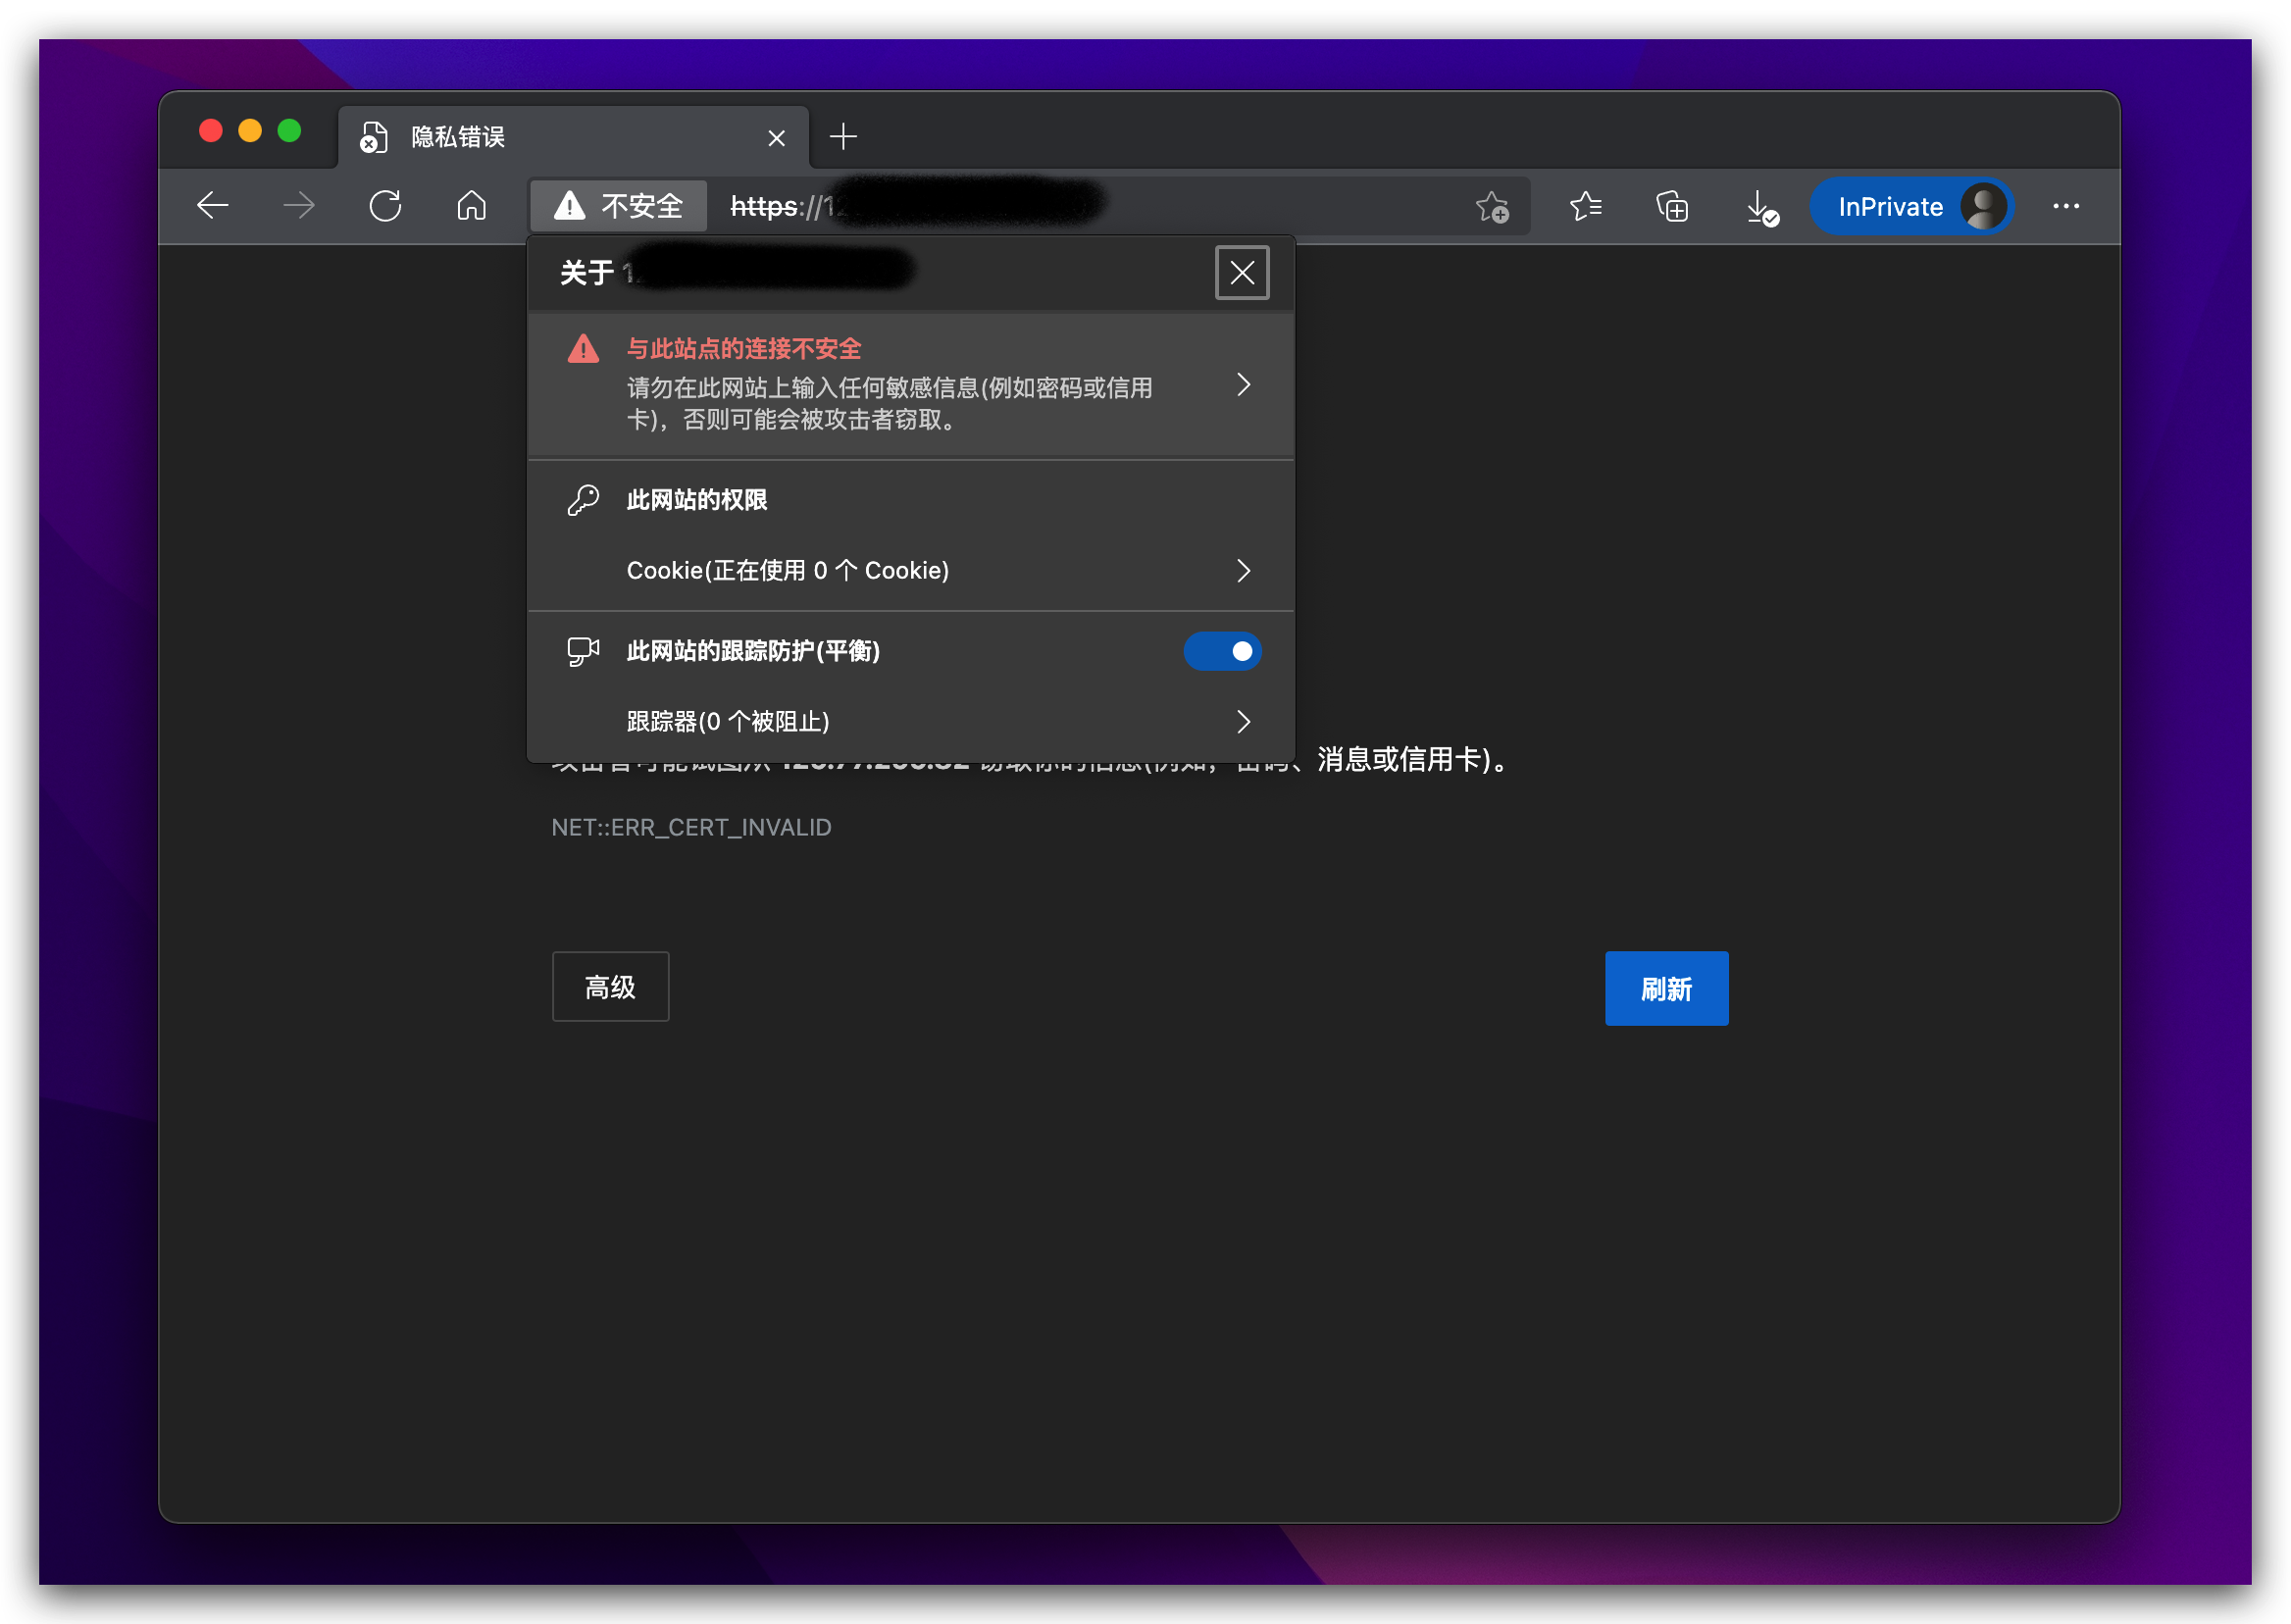 隐私错误
不安全 https://12
InPrivate
关于 1
与此站点的连接不安全
请勿在此网站上输入任何敏感信息(例如密码或信用
卡)，否则可能会被攻击者窃取。
此网站的权限
Cookie(正在使用 0 个 Cookie)
此网站的跟踪防护(平衡)
跟踪器(0 个被阻止)
、消息或信用卡)。
NET::ERR_CERT_INVALID
高级
刷新